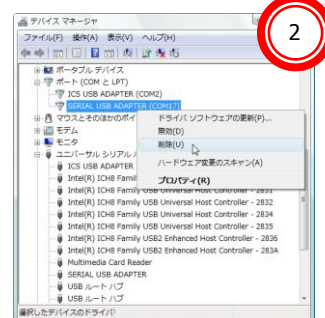 デバイス マネージャ
2
ファイル(F) 操作(A) 表示(V) ヘルプ(H)
ポータブル デバイス
ポート (COM と LPT)
ICS USB ADAPTER (COM2)
SERIAL USB ADAPTER (COM17)
マウスとそのほかのポイ
モデム
モニタ
ユニバーサル シリアル
ICS USB ADAPTER
ドライバ ソフトウェアの更新(P)...
無効(D)
削除(U)
ハードウェア変更のスキャン(A)
プロパティ(R)
Intel(R) ICH8 Family
Intel(R) ICH8 Family USB Universal Host Controller - 2831
Intel(R) ICH8 Family USB Universal Host Controller - 2832
Intel(R) ICH8 Family USB Universal Host Controller - 2834
Intel(R) ICH8 Family USB Universal Host Controller - 2835
Intel(R) ICH8 Family USB2 Enhanced Host Controller - 2836
Intel(R) ICH8 Family USB2 Enhanced Host Controller - 283A
Multimedia Card Reader
SERIAL USB ADAPTER
USB ルート ハブ
USB ルート ハブ
選択したデバイスのドライバ